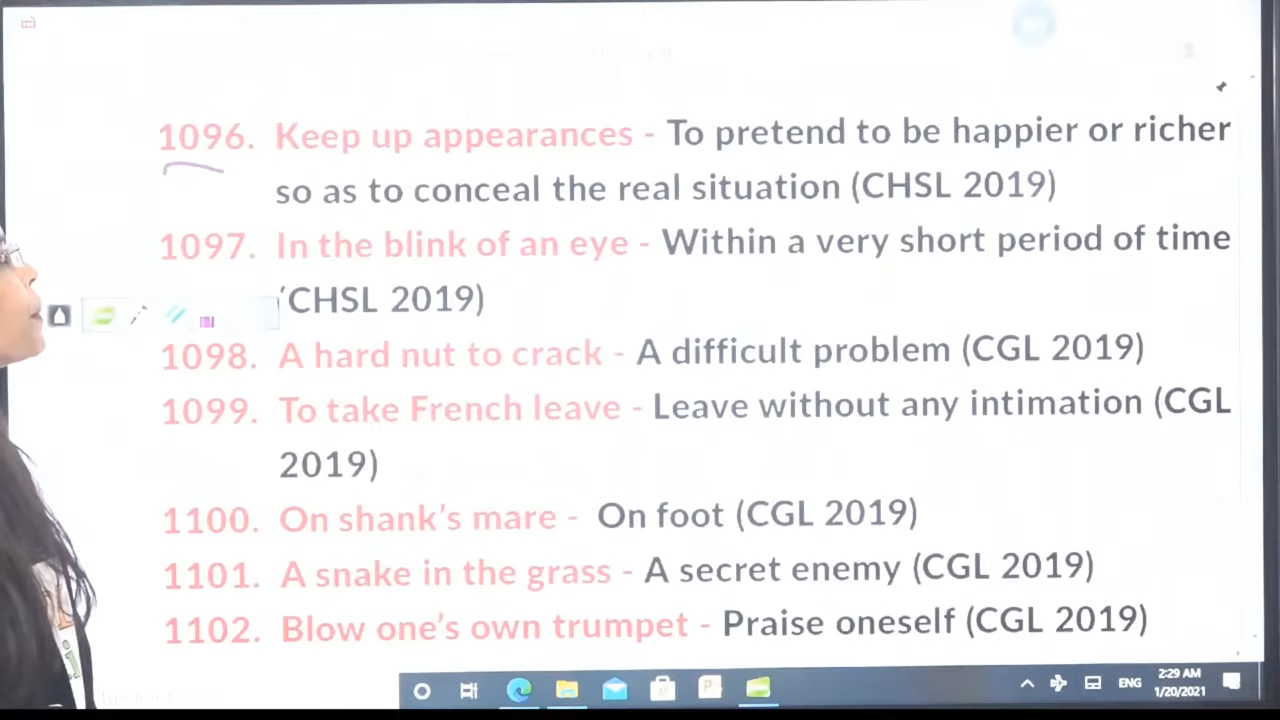 1096. Keep up appearances - To pretend to be happier or richer
so as to conceal the real situation (CHSL 2019)
1097. In the blink of an eye - Within a very short period of time
(CHSL 2019)
1098. A hard nut to crack - A difficult problem (CGL 2019)
1099. To take French leave - Leave without any intimation (CGL
2019)
1100. On shank's mare - On foot (CGL 2019)
1101. A snake in the grass - A secret enemy (CGL 2019)
1102. Blow one's own trumpet - Praise oneself (CGL 2019)
ENG
2:29 AM
1/20/2021